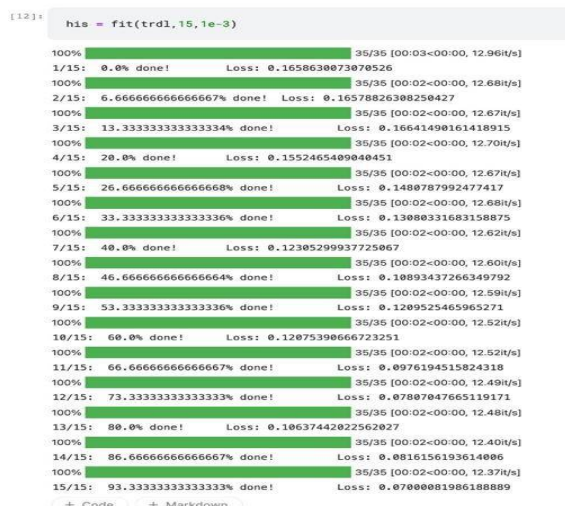 [12]:
his = fit(trdl,15,1e-3)
100% 35/35 [00:03<00:00, 12.96it/s]
1/15: 0.0% done! Loss: 0.1658630073070526
100% 35/35 [00:02<00:00, 12.68it/s]
2/15: 6.666666666666667% done! Loss: 0.16578826308250427
100% 35/35 [00:02<00:00, 12.67it/s]
3/15: 13.333333333333334% done! Loss: 0.16641490161418915
100% 35/35 [00:02<00:00, 12.70it/s]
4/15: 20.0% done! Loss: 0.1552465409040451
100% 35/35 [00:02<00:00, 12.67it/s]
5/15: 26.666666666666668% done! Loss: 0.1480787992477417
100% 35/35 [00:02<00:00, 12.68it/s]
6/15: 33.333333333333336% done! Loss: 0.13080331683158875
100% 35/35 [00:02<00:00, 12.62it/s]
7/15: 40.0% done! Loss: 0.12305299937725067
100% 35/35 [00:02<00:00, 12.60it/s]
8/15: 46.666666666666664% done! Loss: 0.10893437266349792
100% 35/35 [00:02<00:00, 12.59it/s]
9/15: 53.333333333333336% done! Loss: 0.1209525465965271
100% 35/35 [00:02<00:00, 12.52it/s]
10/15: 60.0% done! Loss: 0.12075390666723251
100% 35/35 [00:02<00:00, 12.52it/s]
11/15: 66.66666666666667% done! Loss: 0.0976194515824318
100% 35/35 [00:02<00:00, 12.49it/s]
12/15: 73.33333333333333% done! Loss: 0.07807047665119171
100% 35/35 [00:02<00:00, 12.48it/s]
13/15: 80.0% done! Loss: 0.10637442022562027
100% 35/35 [00:02<00:00, 12.40it/s]
14/15: 86.66666666666667% done! Loss: 0.0816156193614006
100% 35/35 [00:02<00:00, 12.37it/s]
15/15: 93.33333333333333% done! Loss: 0.07000081986188889
+ Code + Markdown